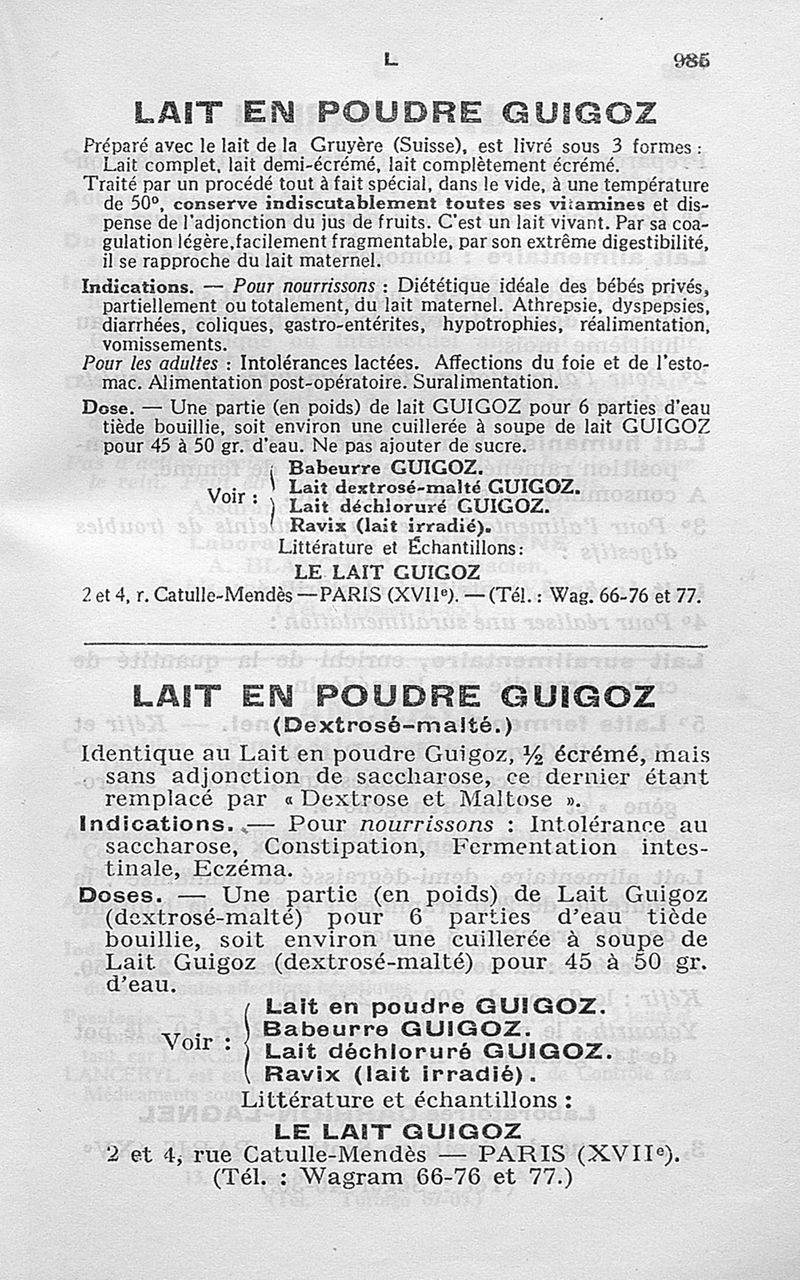 L
985
LAIT EN POUDRE GUIGOZ
Préparé avec le lait de la Gruyère (Suisse), est livré sous 3 formes :
Lait complet, lait demi-écrémé, lait complètement écrémé.
Traité par un procédé tout à fait spécial, dans le vide, à une température
de 50°, conserve indiscutablement toutes ses vitamines et dis-
pense de l'adjonction du jus de fruits. C'est un lait vivant. Par sa coa-
gulation légère, facilement fragmentable, par son extrême digestibilité,
il se rapproche du lait maternel.
Indications. — Pour nourrissons : Diététique idéale des bébés privés,
partiellement ou totalement, du lait maternel. Athrepsie, dyspepsies,
diarrhées, coliques, gastro-entérites, hypotrophies, réalimentation,
vomissements.
Pour les adultes : Intolérances lactées. Affections du foie et de l'esto-
mac. Alimentation post-opératoire. Suralimentation.
Dose. — Une partie (en poids) de lait GUIGOZ pour 6 parties d'eau
tiède bouillie, soit environ une cuillerée à soupe de lait GUIGOZ
pour 45 à 50 gr. d'eau. Ne pas ajouter de sucre.
Voir :
Babeurre GUIGOZ.
Lait dextrosé-malté GUIGOZ.
Lait déchloruré GUIGOZ.
Ravix (lait irradié).
Littérature et Échantillons :
LE LAIT GUIGOZ
2 et 4, r. Catulle-Mendès — PARIS (XVIIe). — (Tél. : Wag. 66-76 et 77.
LAIT EN POUDRE GUIGOZ
(Dextrosé-malté.)
Identique au Lait en poudre Guigoz, ½ écrémé, mais
sans adjonction de saccharose, ce dernier étant
remplacé par « Dextrose et Maltose ».
Indications. — Pour nourrissons : Intolérance au
saccharose, Constipation, Fermentation intes-
tinale, Eczéma.
Doses. — Une partie (en poids) de Lait Guigoz
(dextrosé-malté) pour 6 parties d'eau tiède
bouillie, soit environ une cuillerée à soupe de
Lait Guigoz (dextrosé-malté) pour 45 à 50 gr.
d'eau.
Voir :
Lait en poudre GUIGOZ.
Babeurre GUIGOZ.
Lait déchloruré GUIGOZ.
Ravix (lait irradié).
Littérature et échantillons :
LE LAIT GUIGOZ
2 et 4, rue Catulle-Mendès — PARIS (XVIIe).
(Tél. : Wagram 66-76 et 77.)